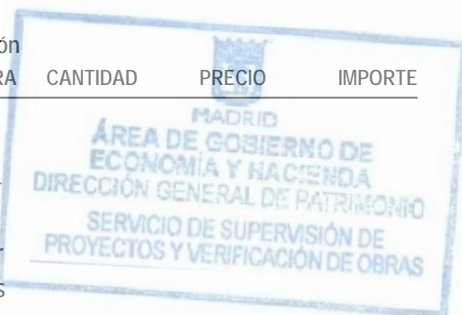 ón
RA CANTIDAD PRECIO IMPORTE
MADRID
ÁREA DE GOBIERNO DE
ECONOMÍA Y HACIENDA
DIRECCIÓN GENERAL DE PATRIMONIO
SERVICIO DE SUPERVISIÓN DE
PROYECTOS Y VERIFICACIÓN DE OBRAS
s